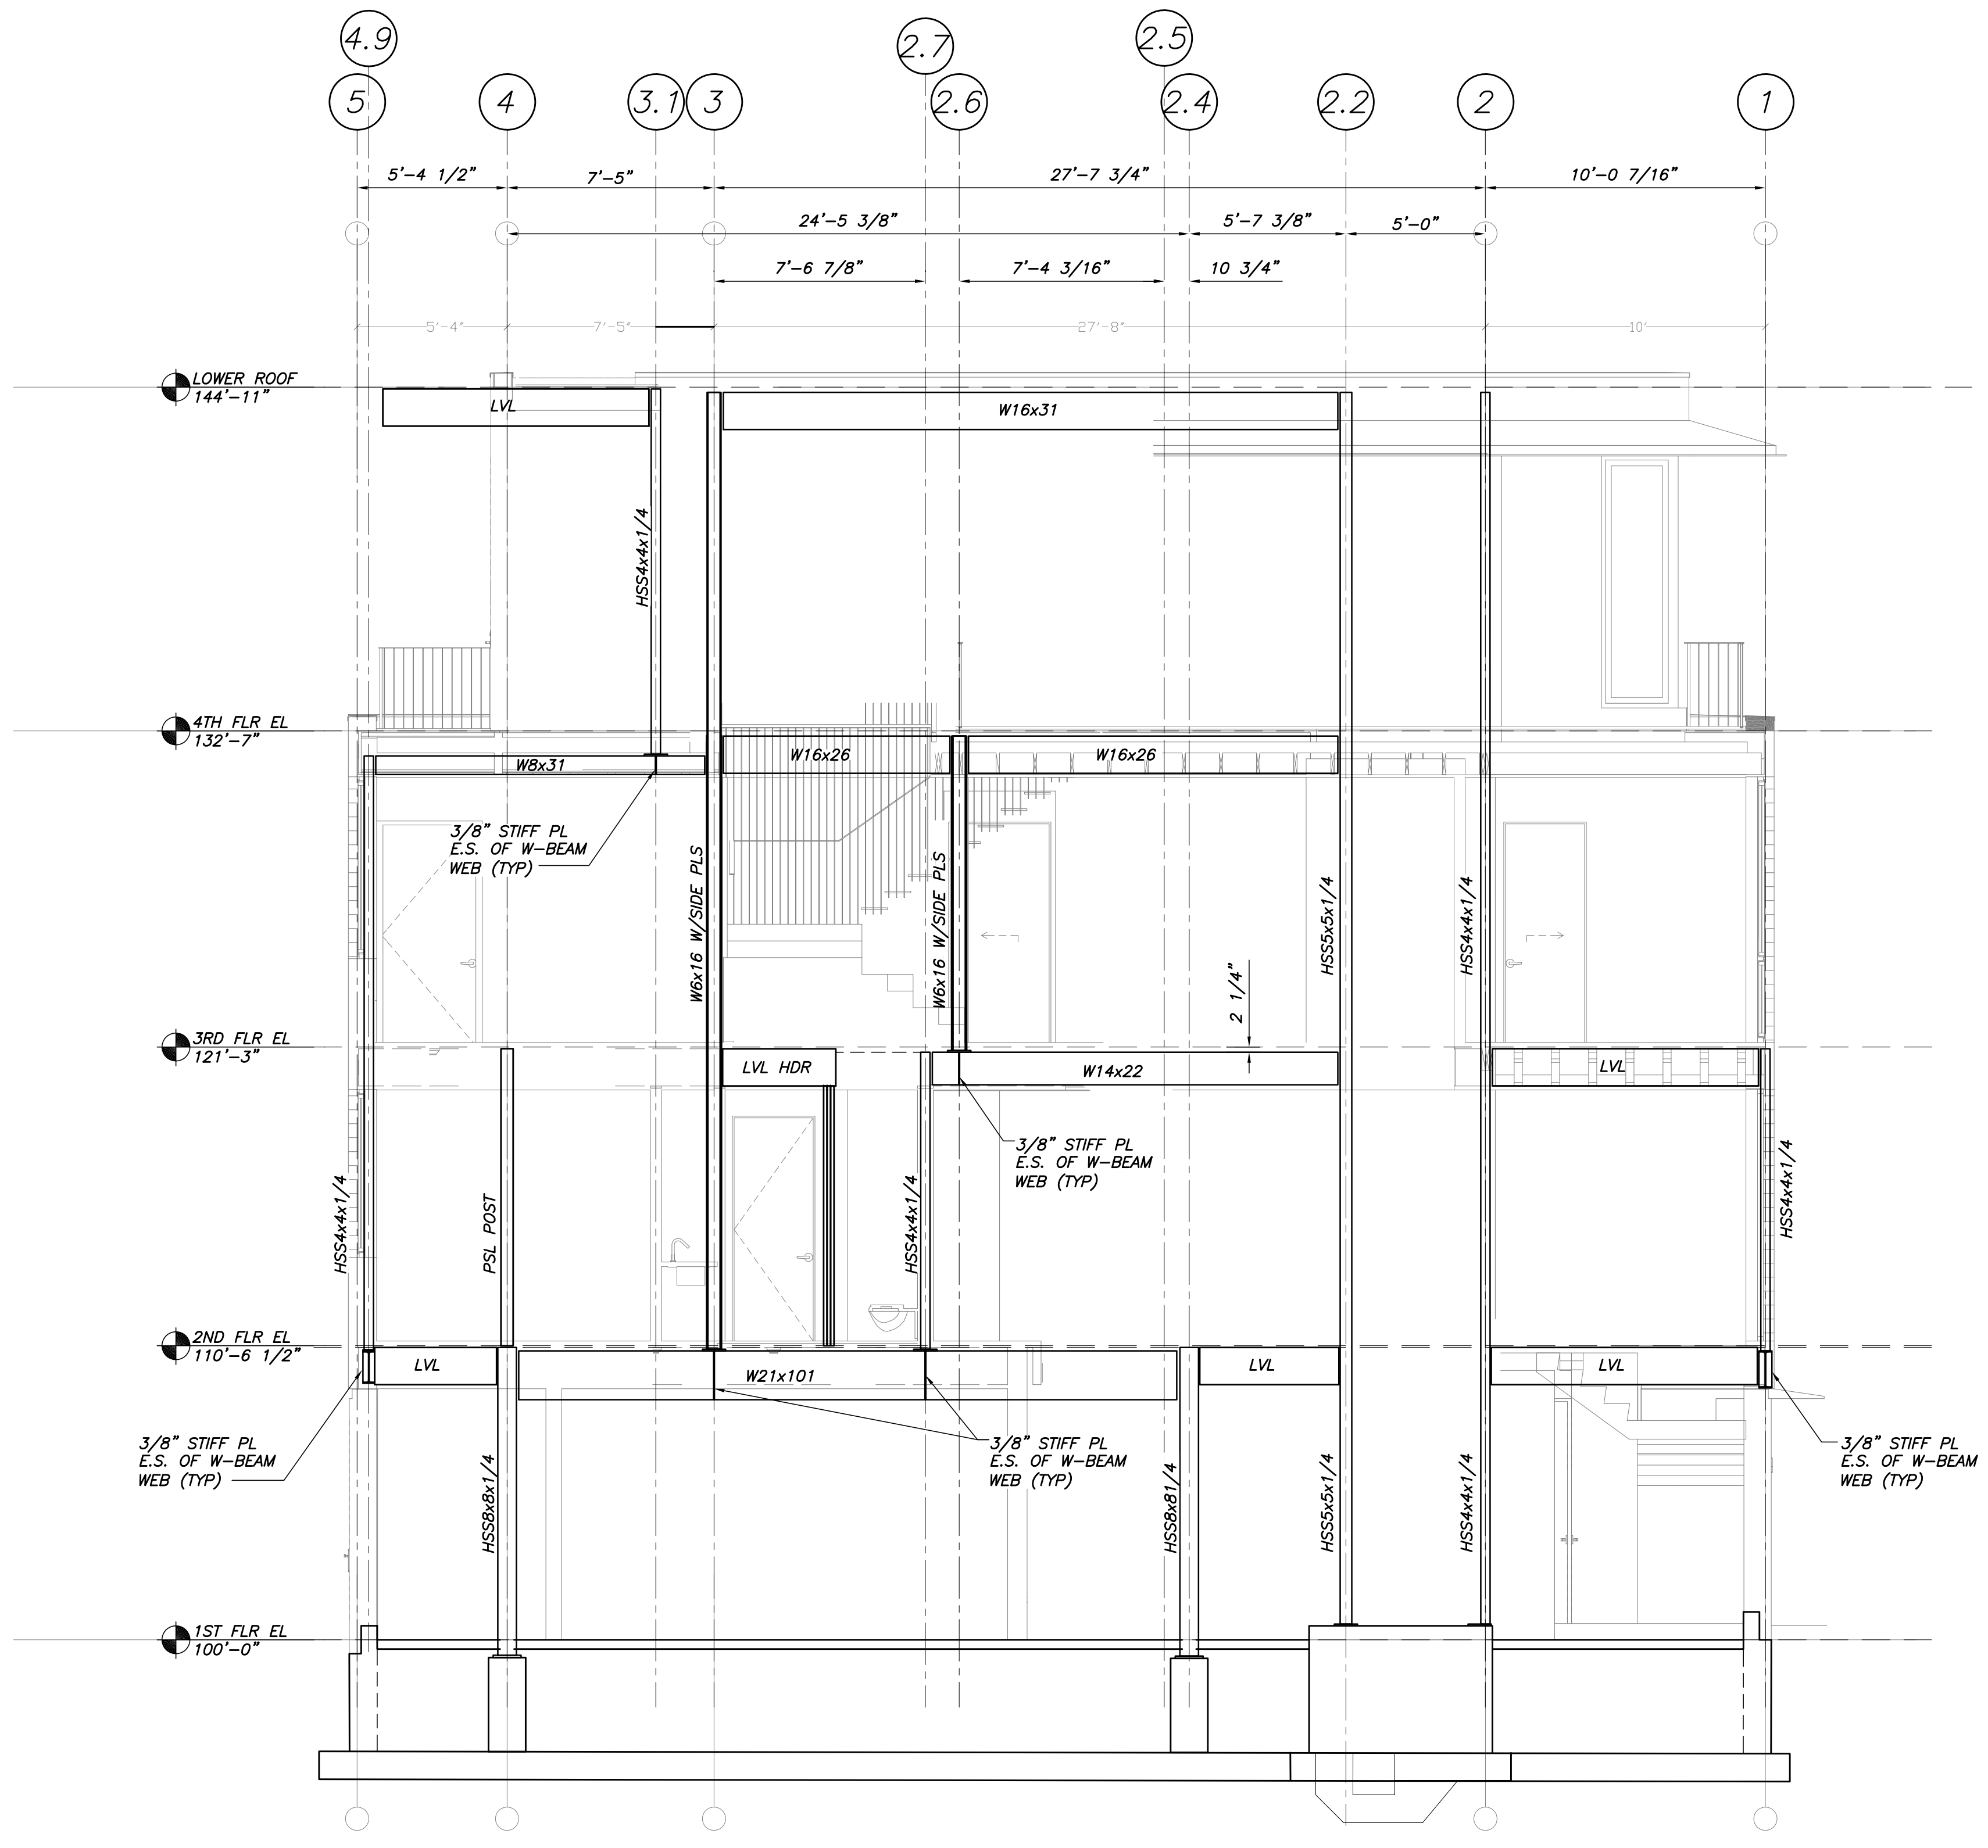 4.9
2.7
2.5
5
4
3.1
3
2.6
2.4
2.2
2
1
5'-4 1/2"
7'-5"
27'-7 3/4"
10'-0 7/16"
24'-5 3/8"
5'-7 3/8"
5'-0"
7'-6 7/8"
7'-4 3/16"
10 3/4"
5'-4"
7'-5"
27'-8"
10'
LOWER ROOF
144'-11"
LVL
W16x31
HSS4x4x1/4
4TH FLR EL
132'-7"
W8x31
W16x26
W16x26
3/8" STIFF PL
E.S. OF W-BEAM
WEB (TYP)
W6x16 W/SIDE PLS
W6x16 W/SIDE PLS
HSS5x5x1/4
HSS4x4x1/4
2 1/4"
3RD FLR EL
121'-3"
LVL HDR
W14x22
LVL
3/8" STIFF PL
E.S. OF W-BEAM
WEB (TYP)
HSS4x4x1/4
PSL POST
HSS4x4x1/4
HSS4x4x1/4
2ND FLR EL
110'-6 1/2"
LVL
W21x101
LVL
LVL
3/8" STIFF PL
E.S. OF W-BEAM
WEB (TYP)
3/8" STIFF PL
E.S. OF W-BEAM
WEB (TYP)
3/8" STIFF PL
E.S. OF W-BEAM
WEB (TYP)
HSS8x8x1/4
HSS8x81/4
HSS5x5x1/4
HSS4x4x1/4
1ST FLR EL
100'-0"